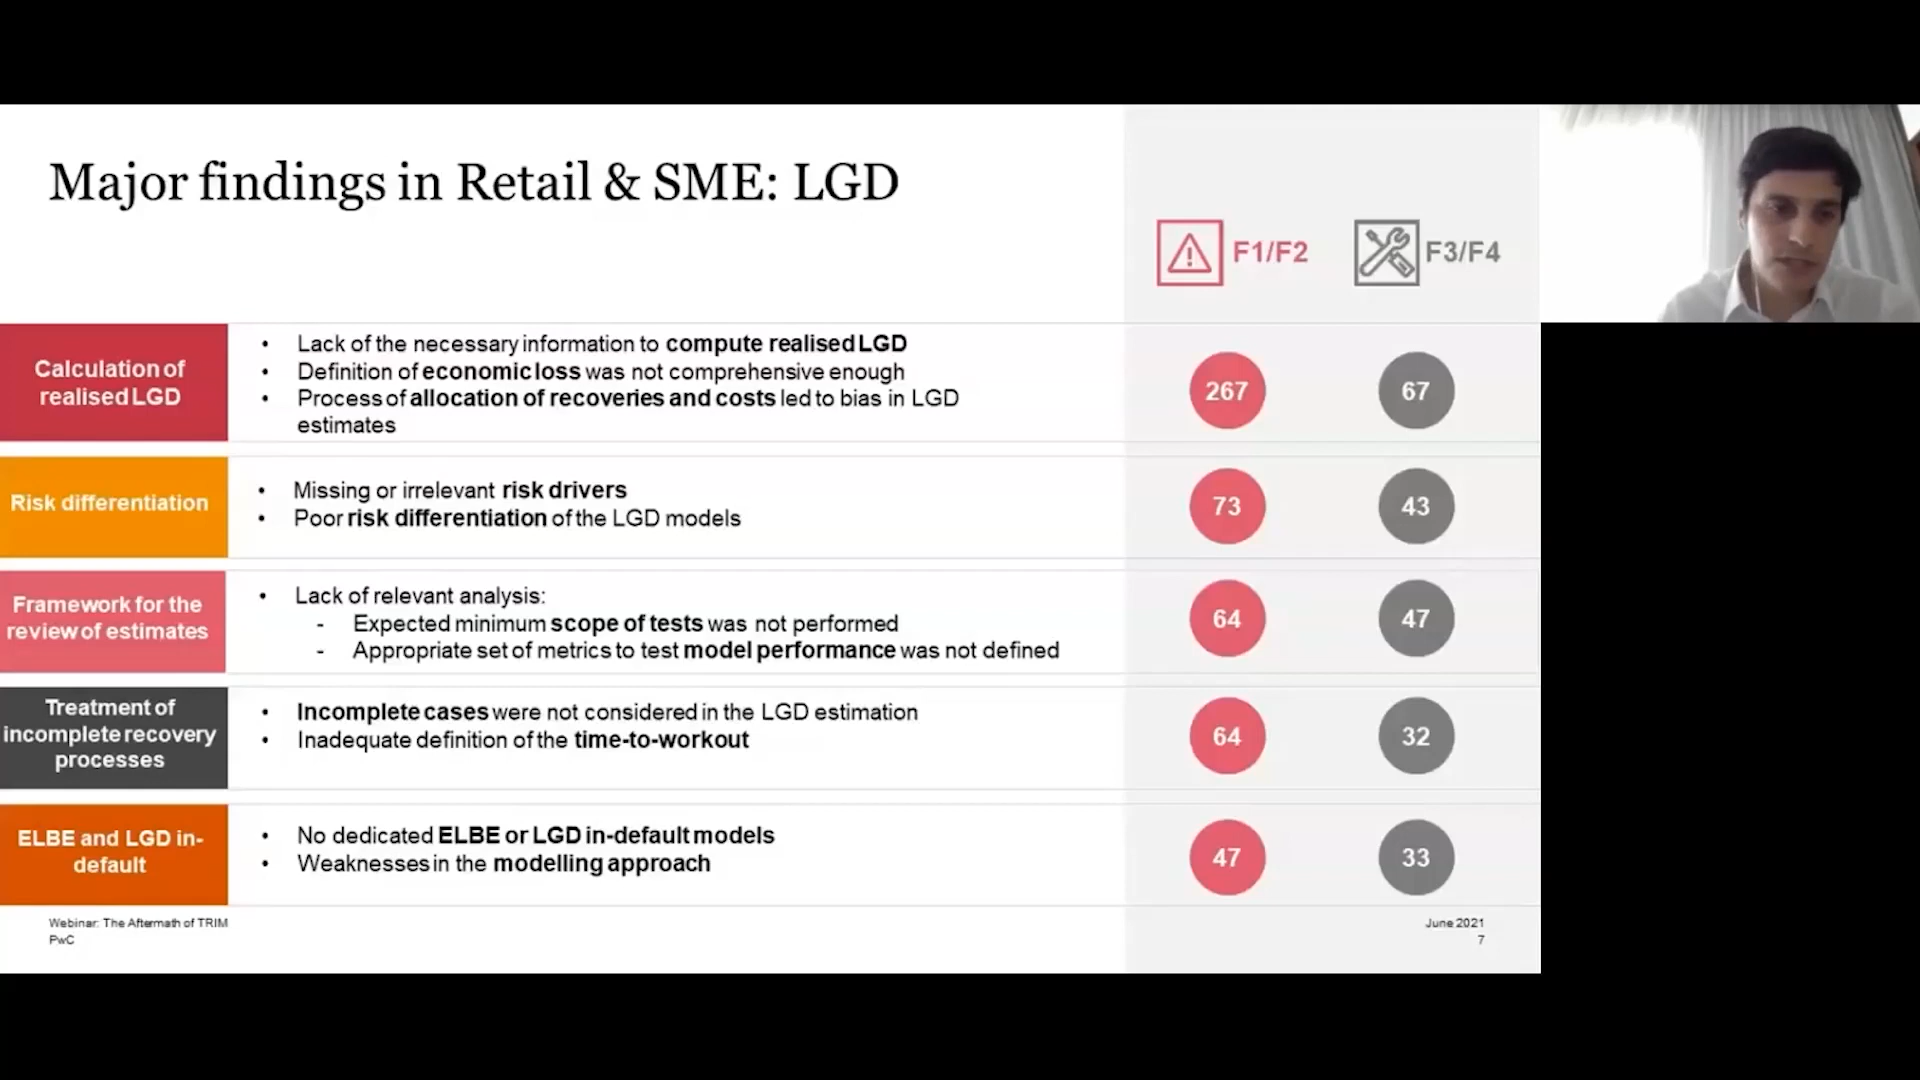 Major findings in Retail & SME: LGD
F1/F2
F3/F4
Calculation of
realised LGD
• Lack of the necessary information to compute realised LGD
• Definition of economic loss was not comprehensive enough
• Process of allocation of recoveries and costs led to bias in LGD
estimates
267
67
Risk differentiation
• Missing or irrelevant risk drivers
• Poor risk differentiation of the LGD models
73
43
Framework for the
review of estimates
• Lack of relevant analysis:
- Expected minimum scope of tests was not performed
- Appropriate set of metrics to test model performance was not defined
64
47
Treatment of
incomplete recovery
processes
• Incomplete cases were not considered in the LGD estimation
• Inadequate definition of the time-to-workout
64
32
ELBE and LGD in-
default
• No dedicated ELBE or LGD in-default models
• Weaknesses in the modelling approach
47
33
Webinar: The Aftermath of TRIM
PwC
June 2021
7